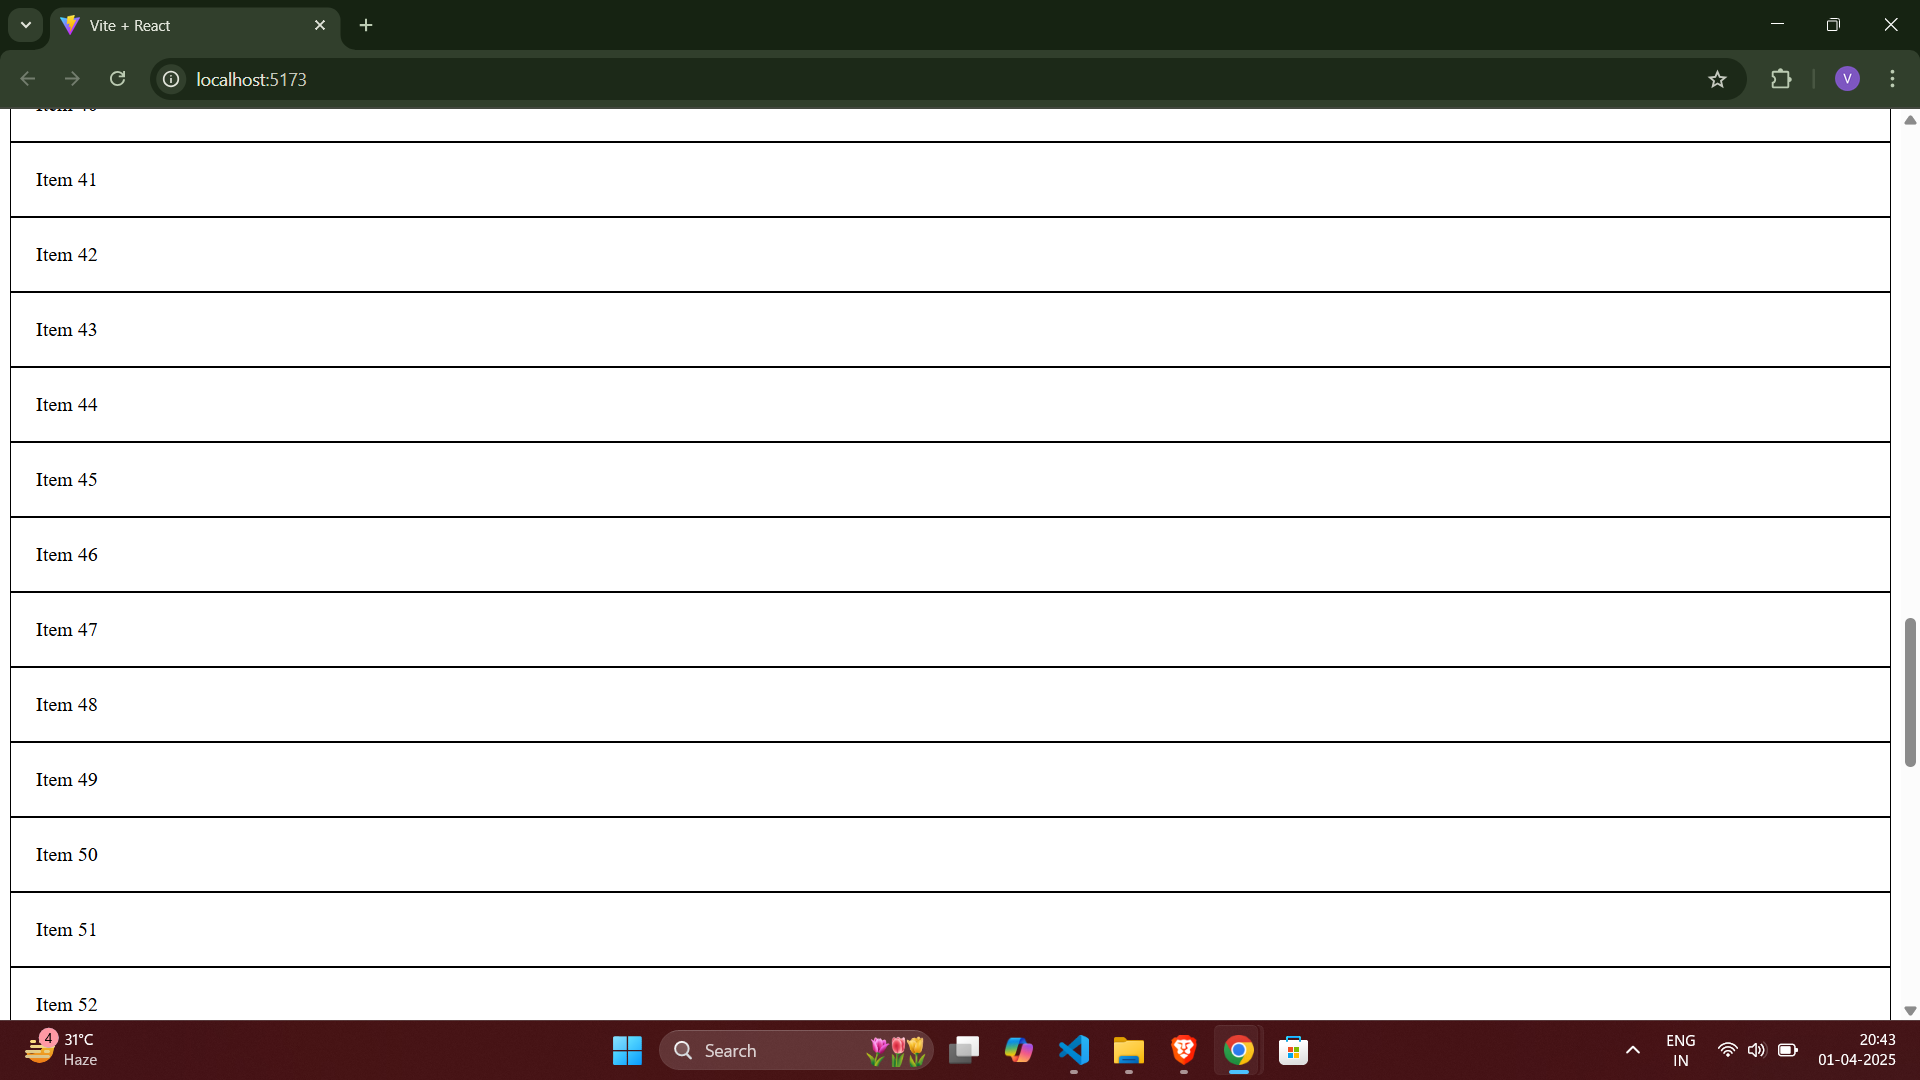 Vite + React
localhost:5173
Item 41
Item 42
Item 43
Item 44
Item 45
Item 46
Item 47
Item 48
Item 49
Item 50
Item 51
Item 52
4
31°C
Haze
Search
ENG
IN
20:43
01-04-2025
V